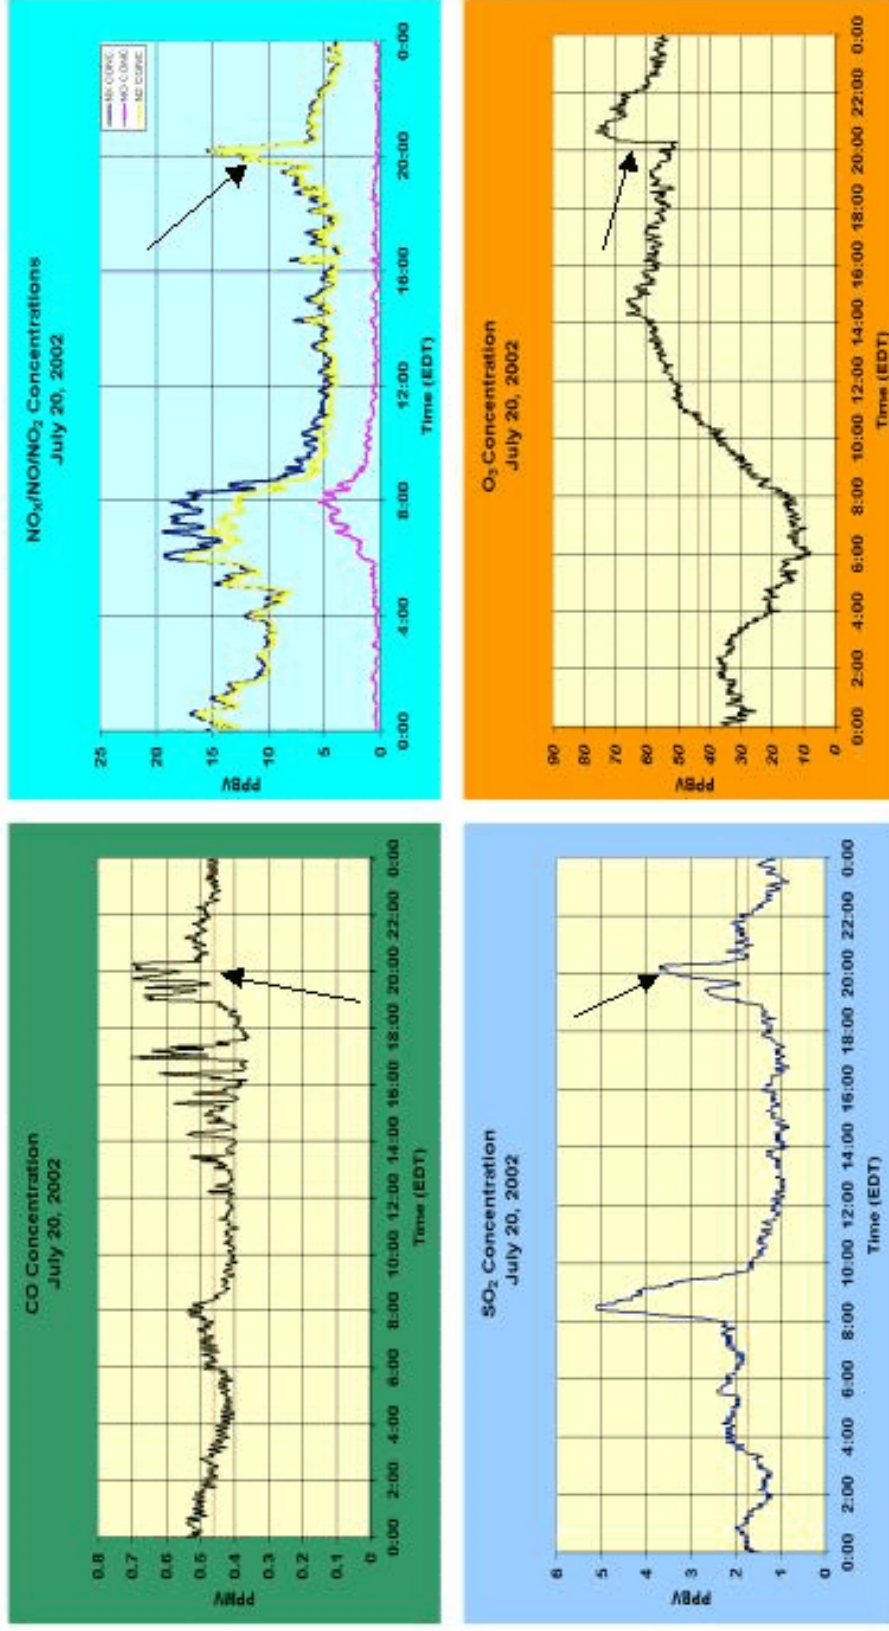 CO Concentration
July 20, 2002
PPMV
0.8
0.7
0.6
0.5
0.4
0.3
0.2
0.1
0
0:00 2:00 4:00 6:00 8:00 10:00 12:00 14:00 16:00 18:00 20:00 22:00 0:00
Time (EDT)
NOX/NO/NO2 Concentrations
July 20, 2002
NX CONC.
NO CONC.
N2 CONC.
PPBV
25
20
15
10
5
0
0:00 4:00 8:00 12:00 16:00 20:00 0:00
Time (EDT)
SO2 Concentration
July 20, 2002
PPBV
6
5
4
3
2
1
0
0:00 2:00 4:00 6:00 8:00 10:00 12:00 14:00 16:00 18:00 20:00 22:00 0:00
Time (EDT)
O3 Concentration
July 20, 2002
PPBV
90
80
70
60
50
40
30
20
10
0
0:00 2:00 4:00 6:00 8:00 10:00 12:00 14:00 16:00 18:00 20:00 22:00 0:00
Time (EDT)